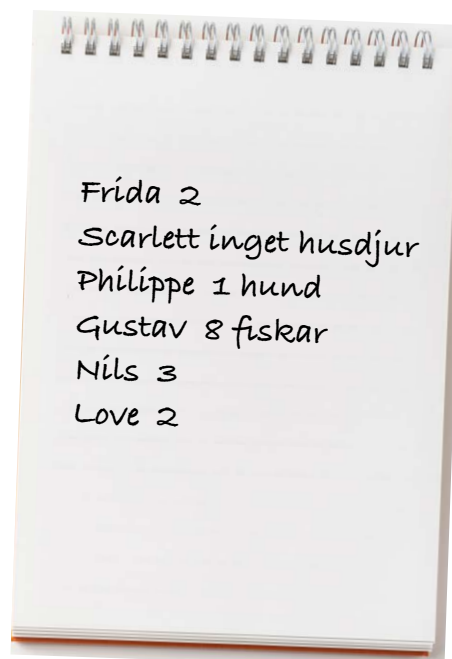 Frida 2
Scarlett inget husdjur
Philippe 1 hund
Gustav 8 fiskar
Nils 3
Love 2